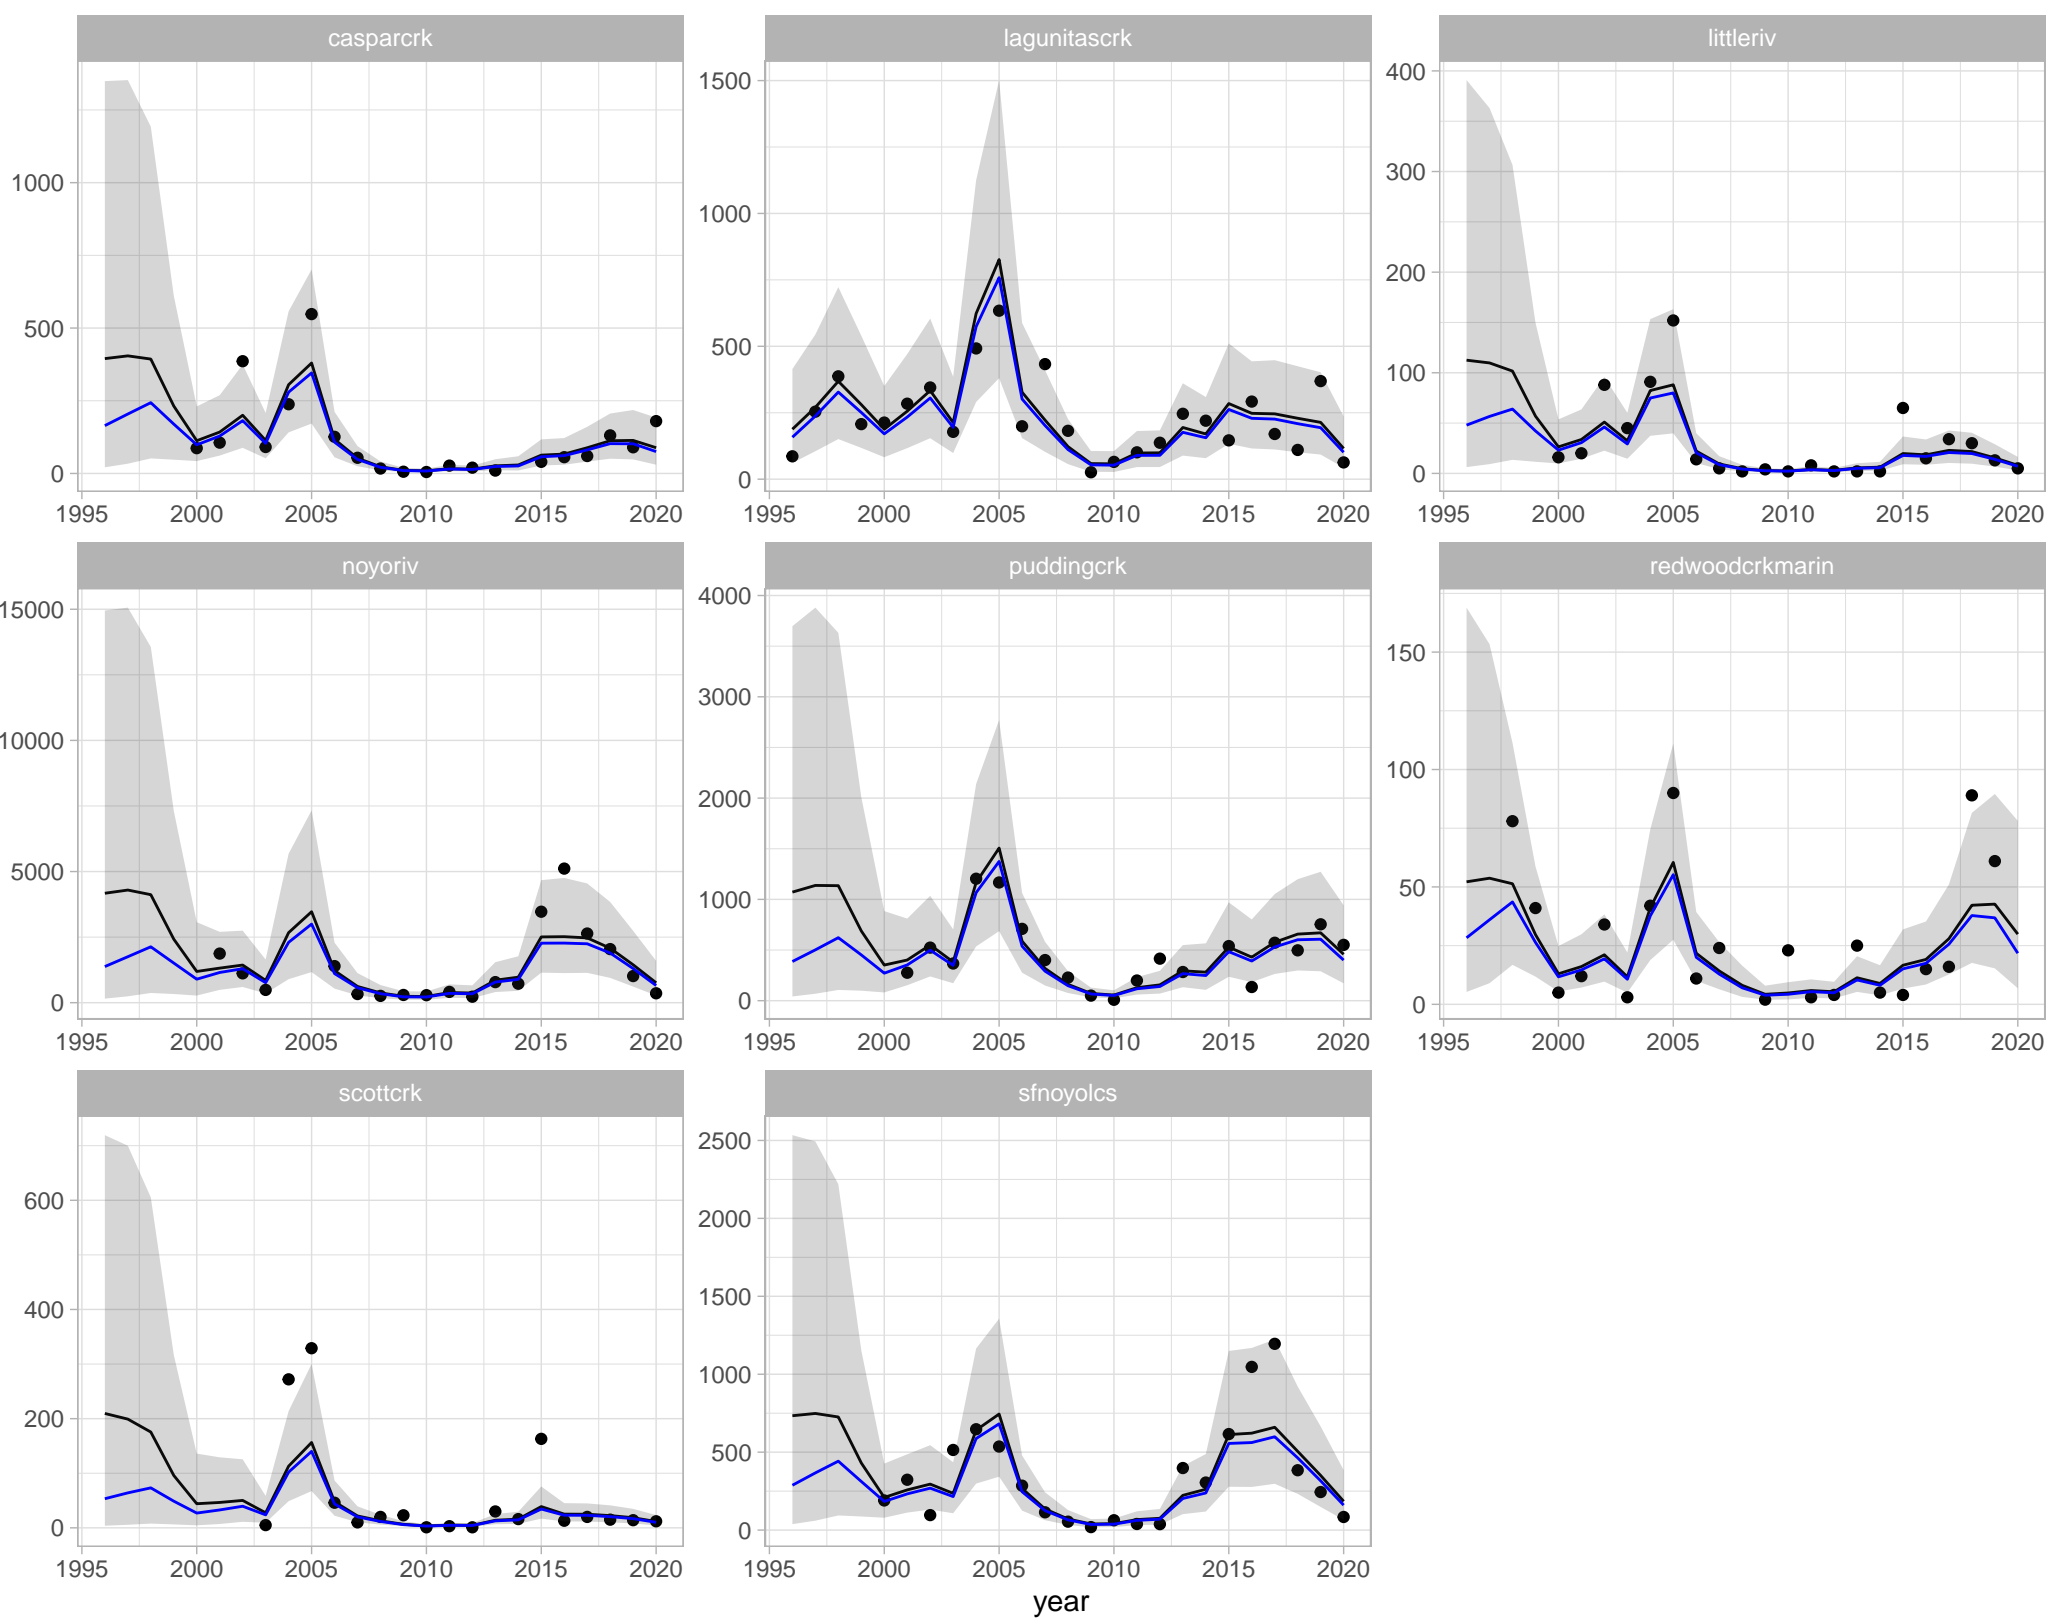 casparcrk lagunitascrk littleriv
1500 400
1000 1000 300
200
500 500 100
0 0 0
1995 2000 2005 2010 2015 2020 1995 2000 2005 2010 2015 2020 1995 2000 2005 2010 2015 2020
noyoriv puddingcrk redwoodcrkmarin
15000 4000
3000 150
10000 2000 100
5000 1000 50
0 0 0
1995 2000 2005 2010 2015 2020 1995 2000 2005 2010 2015 2020 1995 2000 2005 2010 2015 2020
scottcrk sfnoyolcs
2500
600 2000
400 1500
1000
200 500
0 0
1995 2000 2005 2010 2015 2020 1995 2000 2005 2010 2015 2020
year